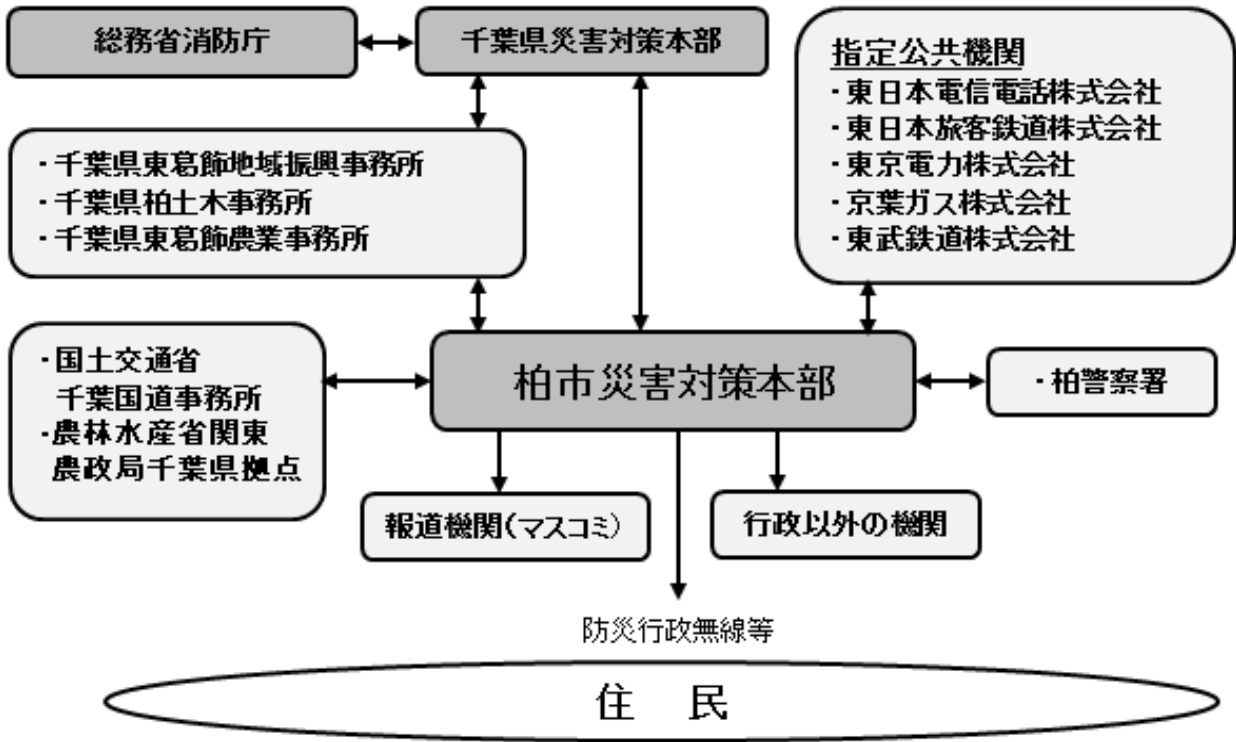 総務省消防庁
千葉県災害対策本部
指定公共機関
・東日本電信電話株式会社
・東日本旅客鉄道株式会社
・東京電力株式会社
・京葉ガス株式会社
・東武鉄道株式会社
・千葉県東葛飾地域振興事務所
・千葉県柏土木事務所
・千葉県東葛飾農業事務所
・国土交通省
千葉国道事務所
・農林水産省関東
農政局千葉県拠点
柏市災害対策本部
・柏警察署
報道機関(マスコミ)
行政以外の機関
防災行政無線等
住 民